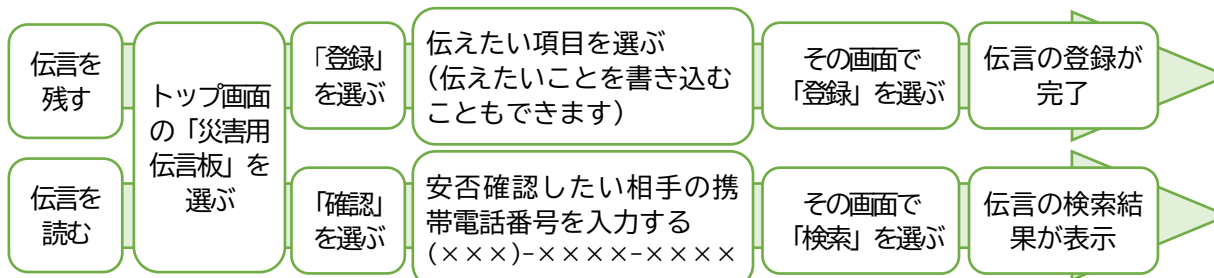 伝言を
残す
トップ画面
の「災害用
伝言板」を
選ぶ
「登録」
を選ぶ
伝えたい項目を選ぶ
(伝えたいことを書き込む
こともできます)
その画面で
「登録」を選ぶ
伝言の登録が
完了
伝言を
読む
「確認」
を選ぶ
安否確認したい相手の携
帯電話番号を入力する
(×××)-××××-××××
その画面で
「検索」を選ぶ
伝言の検索結
果が表示